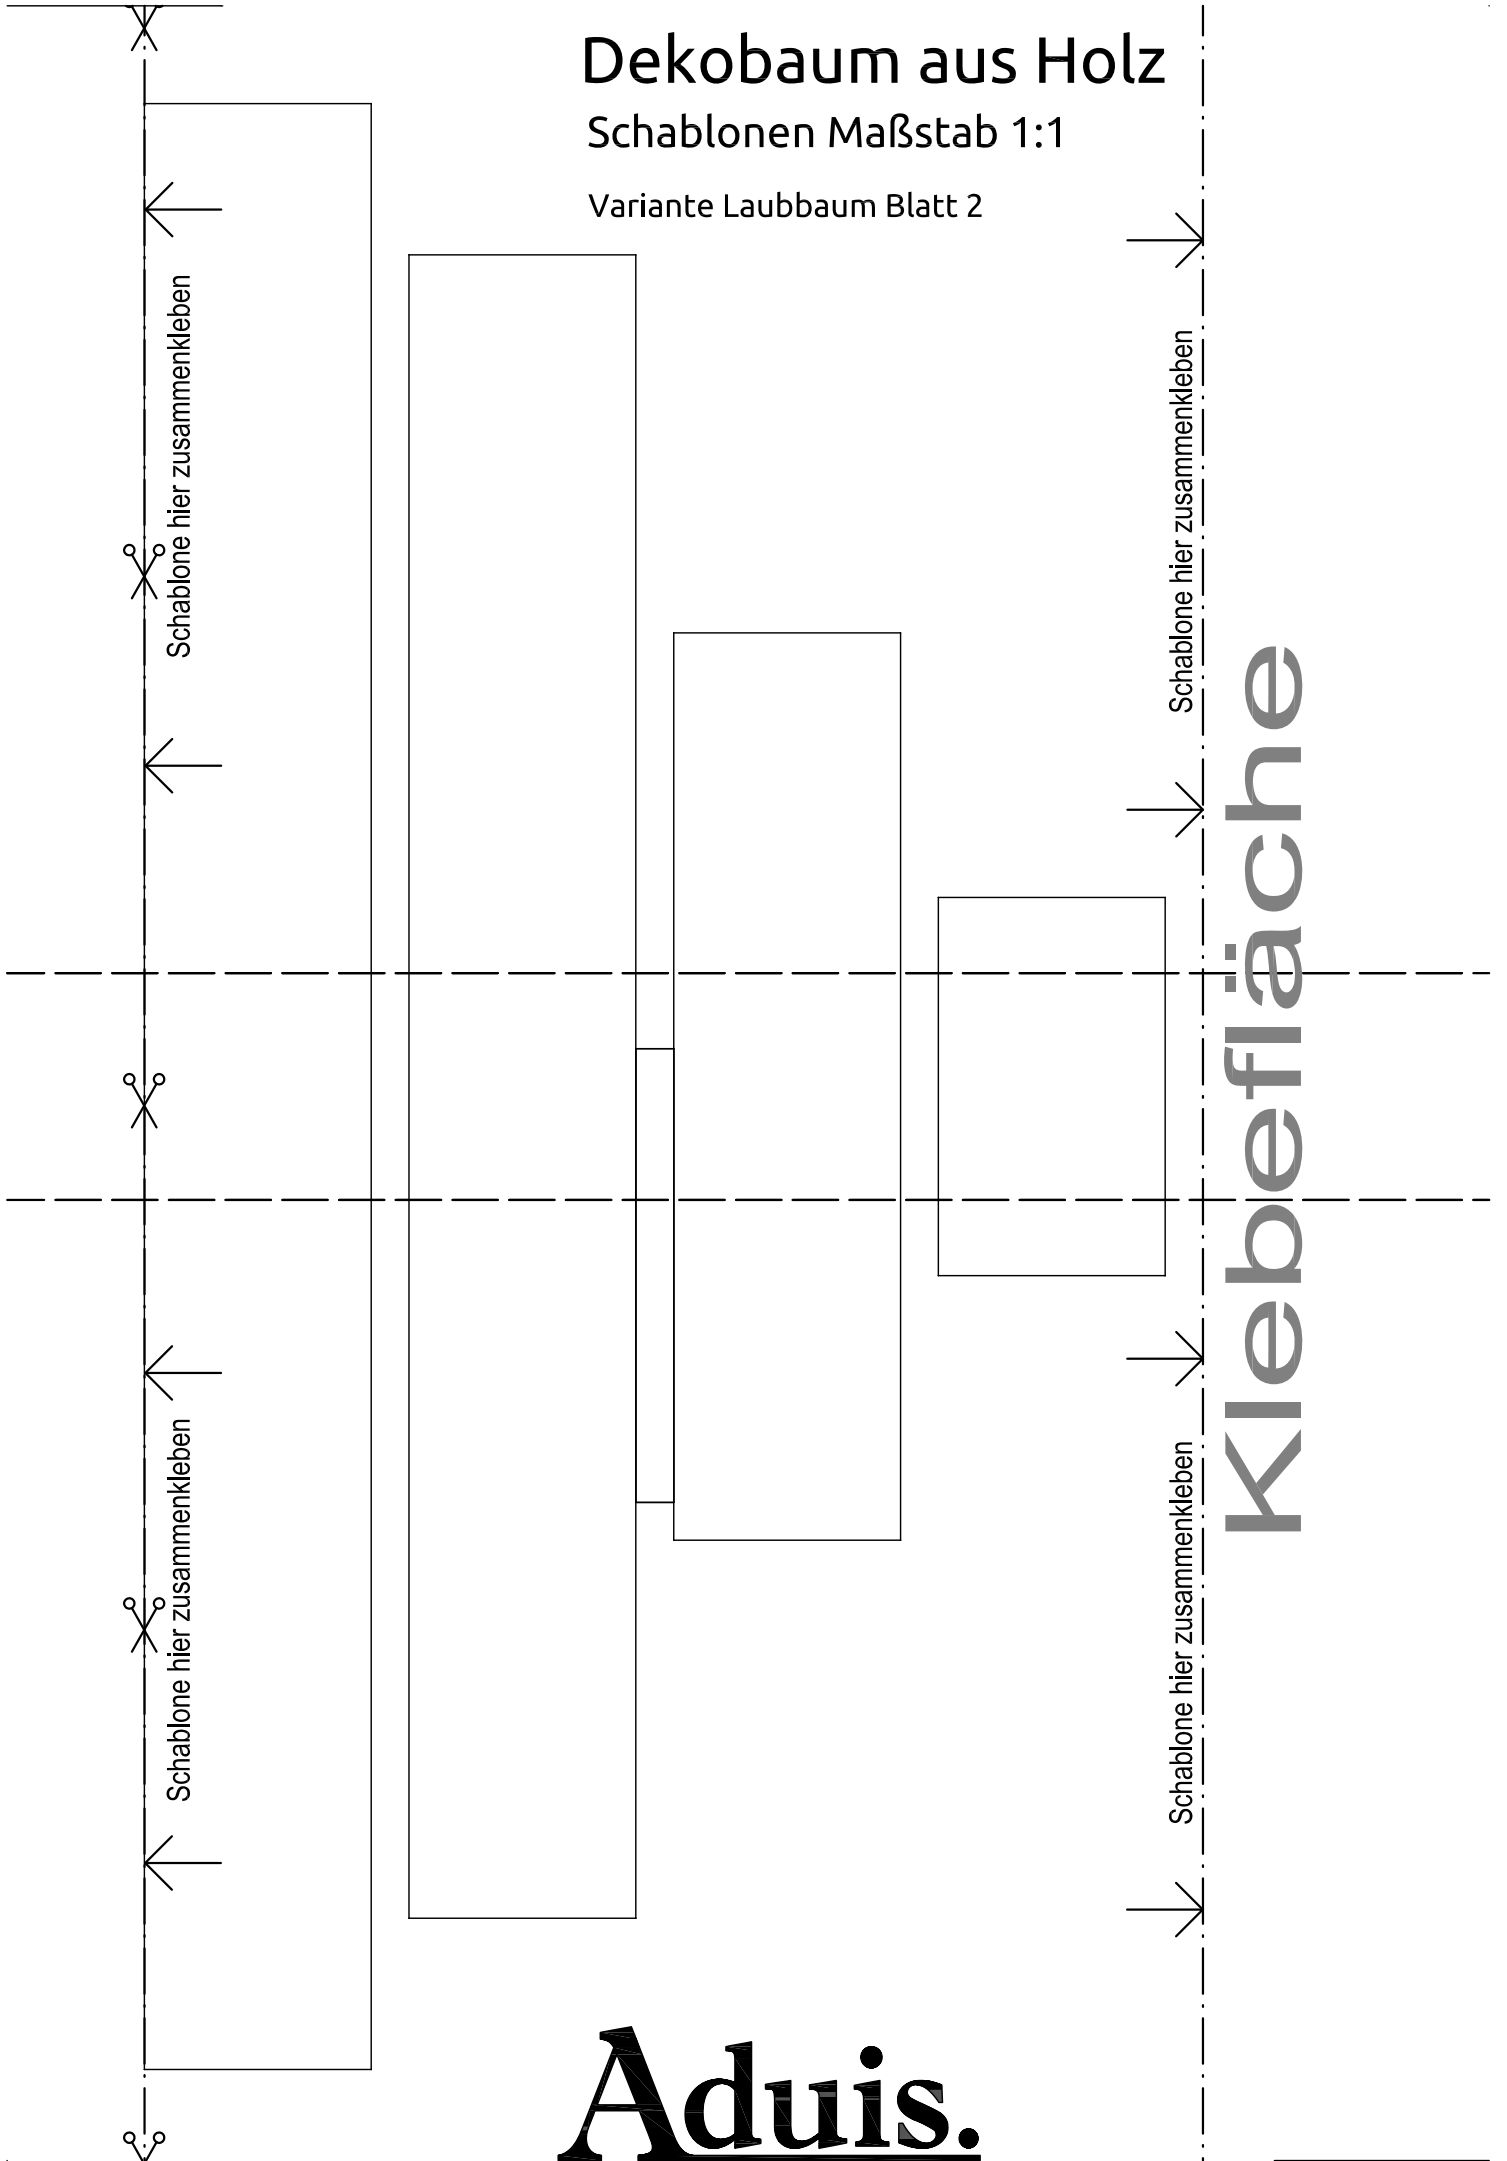 Dekobaum aus Holz
Schablonen Maßstab 1:1
Variante Laubbaum Blatt 2
Schablone hier zusammenkleben
Schablone hier zusammenkleben
Klebefläche
Schablone hier zusammenkleben
Schablone hier zusammenkleben
Aduis.